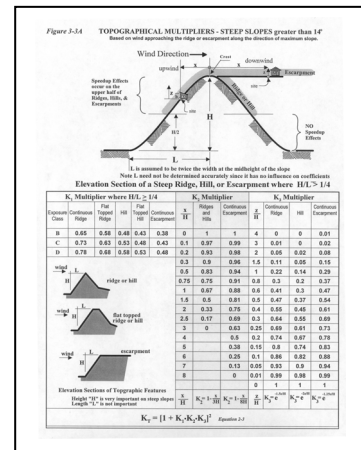 Figure 3-3A TOPOGRAPHICAL MULTIPLIERS - STEEP SLOPES greater than 14°
Based on wind approaching the ridge or escarpment along the direction of maximum slope.
Wind Direction
Crest
upwind
downwind
x
x
Escarpment
Speedup Effects
occur on the
upper half of
Ridges, Hills, &
Escarpments
Ridge or Hill
H
H/2
NO
Speedup
Effects
L
L is assumed to be twice the width at the midheight of the slope
Note L need not be determined accurately since it has no influence on coefficients
Elevation Section of a Steep Ridge, Hill, or Escarpment where H/L > 1/4
K1 Multiplier where H/L ≥ 1/4 K2 Multiplier K3 Multiplier
Exposure Class Continuous Ridge Flat Topped Ridge Hill Flat Topped Hill Continuous Escarpment x/H Ridges and Hills Continuous Escarpment z/H Continuous Ridge Hill Continuous Escarpment
B 0.65 0.58 0.48 0.43 0.38 0 1 1 4 0 0 0.01
C 0.73 0.63 0.53 0.48 0.43 0.1 0.97 0.99 3 0.01 0 0.02
D 0.78 0.68 0.58 0.53 0.48 0.2 0.93 0.98 2 0.05 0.02 0.08
0.3 0.9 0.96 1.5 0.11 0.05 0.15
0.5 0.83 0.94 1 0.22 0.14 0.29
0.75 0.75 0.91 0.8 0.3 0.2 0.37
1 0.67 0.88 0.6 0.41 0.3 0.47
1.5 0.5 0.81 0.5 0.47 0.37 0.54
2 0.33 0.75 0.4 0.55 0.45 0.61
2.5 0.17 0.69 0.3 0.64 0.55 0.69
3 0 0.63 0.25 0.69 0.61 0.73
4 0.5 0.2 0.74 0.67 0.78
5 0.38 0.15 0.8 0.74 0.83
6 0.25 0.1 0.86 0.82 0.88
7 0.13 0.05 0.93 0.9 0.94
8 0 0.01 0.99 0.98 0.99
0 1 1 1
wind L
H
ridge or hill
wind L
H
flat topped
ridge or hill
wind L
H
escarpment
Elevation Sections of Topographic Features
Height "H" is very important on steep slopes
Length "L" is not important
KT = [1 + K1·K2·K3]² Equation 2-1